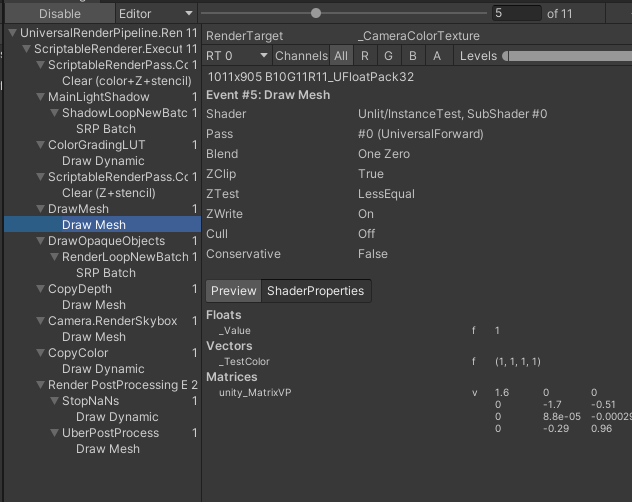 Disable Editor 5 of 11
UniversalRenderPipeline.Ren 11
ScriptableRenderer.Execut 11
ScriptableRenderPass.Cc 1
Clear (color+Z+stencil)
MainLightShadow 1
ShadowLoopNewBatc 1
SRP Batch
ColorGradingLUT 1
Draw Dynamic
ScriptableRenderPass.Cc 1
Clear (Z+stencil)
DrawMesh 1
Draw Mesh
DrawOpaqueObjects 1
RenderLoopNewBatch 1
SRP Batch
CopyDepth 1
Draw Mesh
Camera.RenderSkybox 1
Draw Mesh
CopyColor 1
Draw Dynamic
Render PostProcessing E 2
StopNaNs 1
Draw Dynamic
UberPostProcess 1
Draw Mesh
RenderTarget _CameraColorTexture
RT 0 Channels All R G B A Levels
1011x905 B10G11R11_UFloatPack32
Event #5: Draw Mesh
Shader Unlit/InstanceTest, SubShader #0
Pass #0 (UniversalForward)
Blend One Zero
ZClip True
ZTest LessEqual
ZWrite On
Cull Off
Conservative False
Preview ShaderProperties
Floats
_Value f 1
Vectors
_TestColor f (1, 1, 1, 1)
Matrices
unity_MatrixVP v 1.6 0 0
0 -1.7 -0.51
0 8.8e-05 -0.00029
0 -0.29 0.96